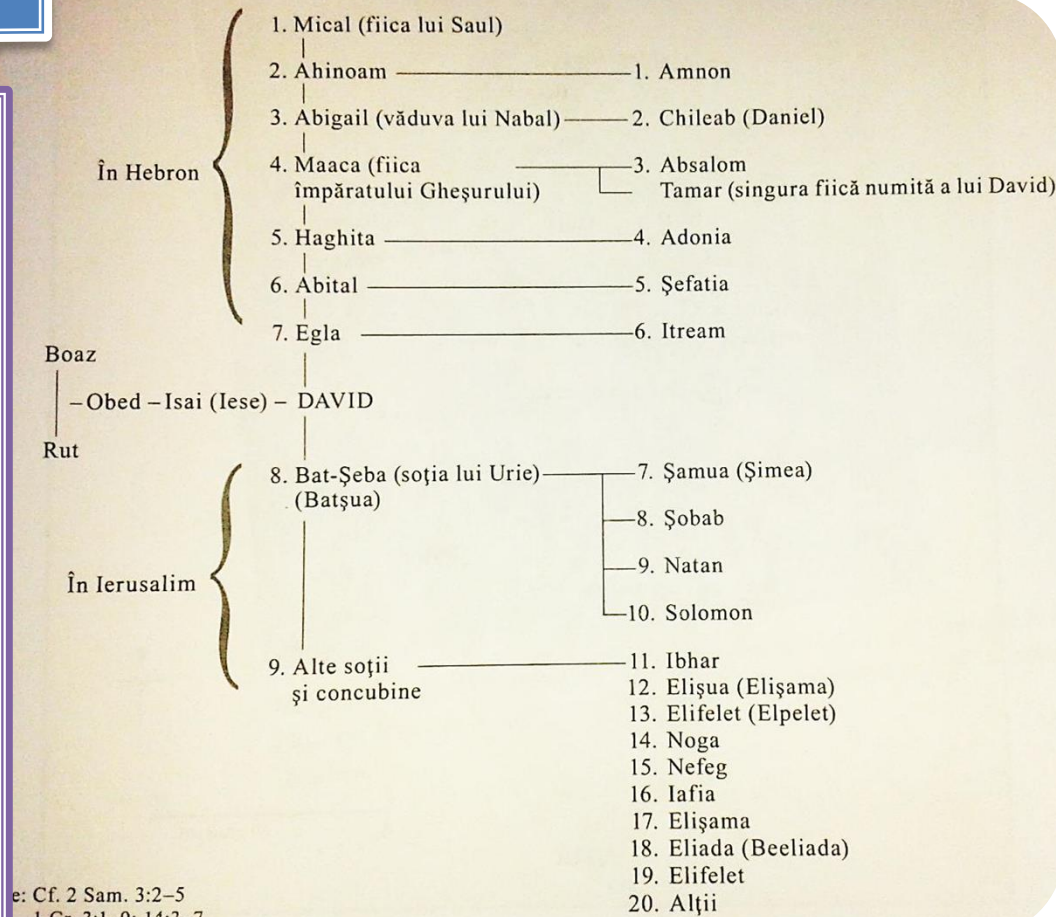 1. Mical (fiica lui Saul)
2. Ahinoam
1. Amnon
3. Abigail (văduva lui Nabal)
2. Chileab (Daniel)
În Hebron
4. Maaca (fiica
împăratului Gheşurului)
3. Absalom
Tamar (singura fiică numită a lui David)
5. Haghita
4. Adonia
6. Abital
5. Şefatia
7. Egla
6. Itream
Boaz
– Obed – Isai (Iese) – DAVID
Rut
8. Bat-Şeba (soţia lui Urie)
(Batşua)
7. Şamua (Şimea)
8. Şobab
9. Natan
În Ierusalim
10. Solomon
9. Alte soţii
şi concubine
11. Ibhar
12. Elişua (Elişama)
13. Elifelet (Elpelet)
14. Noga
15. Nefeg
16. Iafia
17. Elişama
18. Eliada (Beeliada)
19. Elifelet
20. Alţii
e: Cf. 2 Sam. 3:2–5